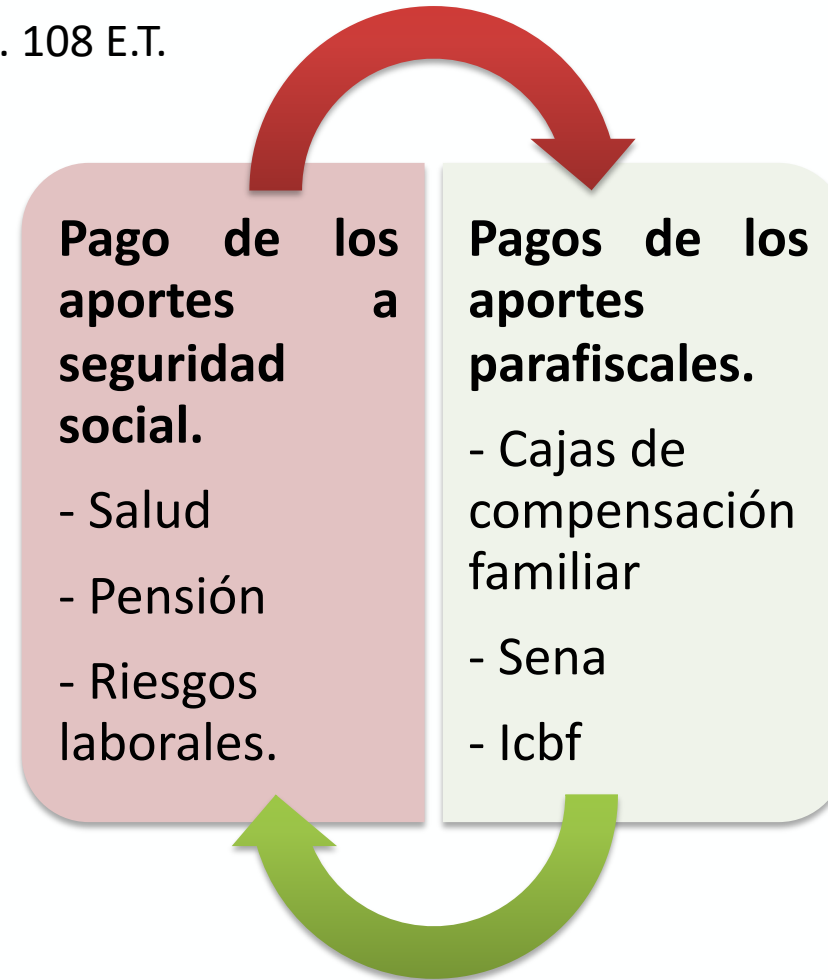 . 108 E.T.
Pago de los
aportes a
seguridad
social.
- Salud
- Pensión
- Riesgos
laborales.
Pagos de los
aportes
parafiscales.
- Cajas de
compensación
familiar
- Sena
- Icbf